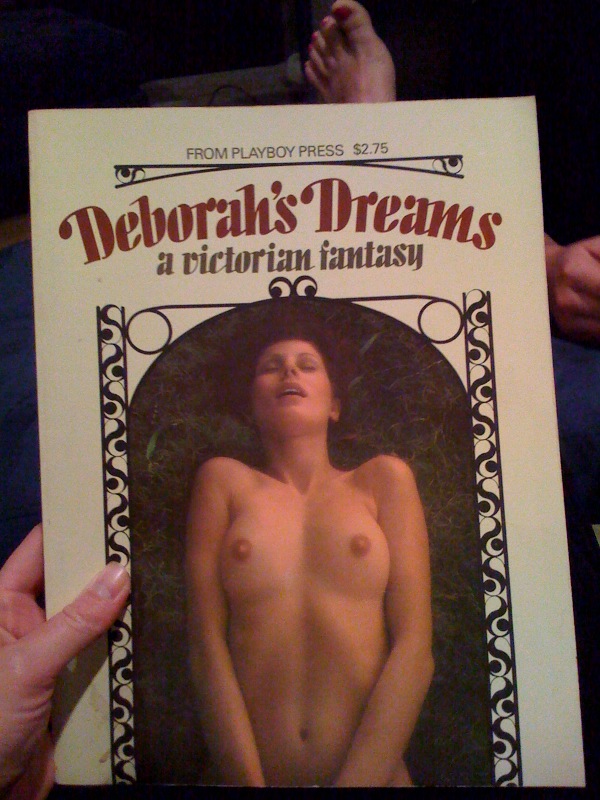 FROM PLAYBOY PRESS $2.75
Deborah's Dreams
a victorian fantasy